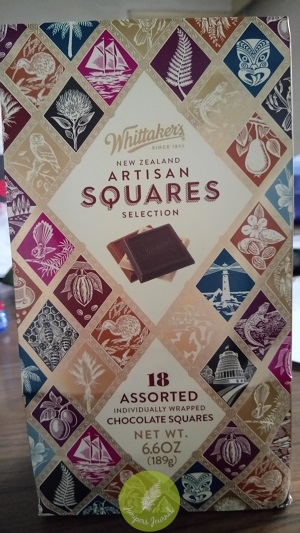 Whittaker's
SINCE 1896
NEW ZEALAND
ARTISAN
SQUARES
SELECTION
18
ASSORTED
INDIVIDUALLY WRAPPED
CHOCOLATE SQUARES
NET WT.
6.6OZ
(189g)